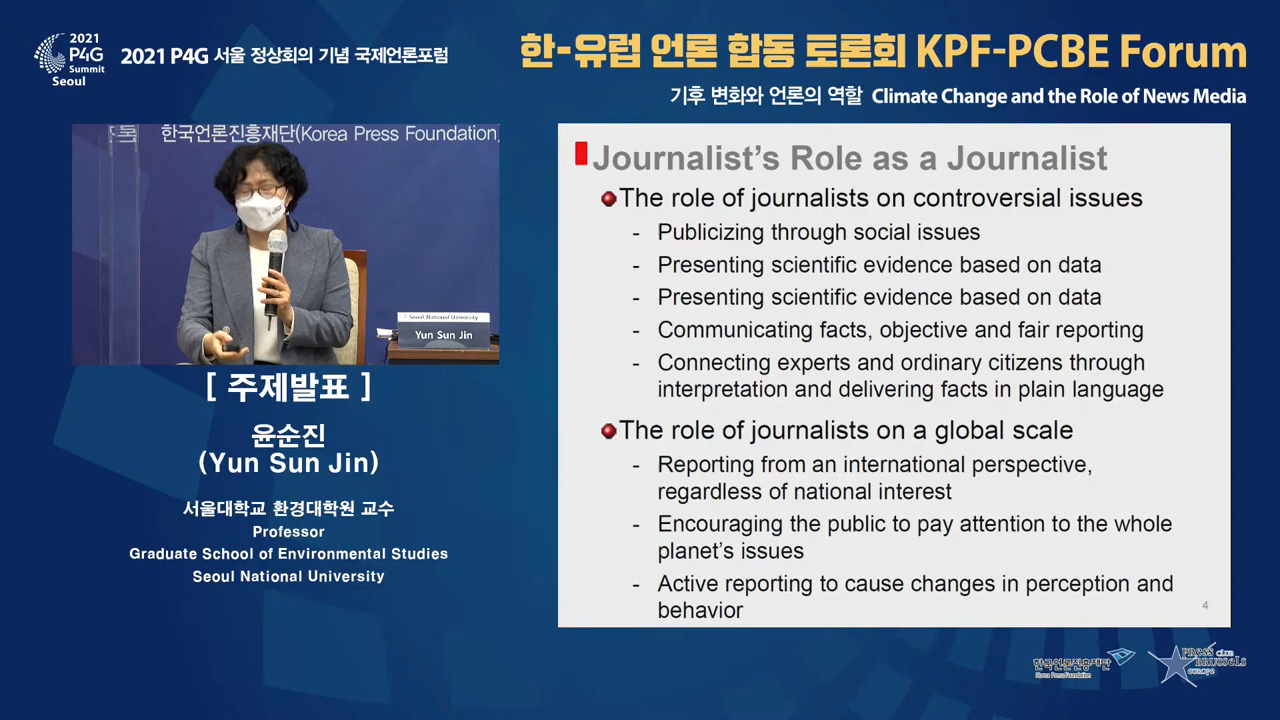 2021
P4G
Summit
Seoul
2021 P4G 서울 정상회의 기념 국제언론포럼
한-유럽 언론 합동 토론회 KPF-PCBE Forum
기후 변화와 언론의 역할 Climate Change and the Role of News Media
한국언론진흥재단(Korea Press Foundation)
Seoul National University
Yun Sun Jin
[ 주제발표 ]
윤순진
(Yun Sun Jin)
서울대학교 환경대학원 교수
Professor
Graduate School of Environmental Studies
Seoul National University
Journalist's Role as a Journalist
The role of journalists on controversial issues
- Publicizing through social issues
- Presenting scientific evidence based on data
- Presenting scientific evidence based on data
- Communicating facts, objective and fair reporting
- Connecting experts and ordinary citizens through
interpretation and delivering facts in plain language
The role of journalists on a global scale
- Reporting from an international perspective,
regardless of national interest
- Encouraging the public to pay attention to the whole
planet's issues
- Active reporting to cause changes in perception and
behavior
4
한국언론진흥재단
Korea Press Foundation
PRESS CLUB
BRUSSELS
europe